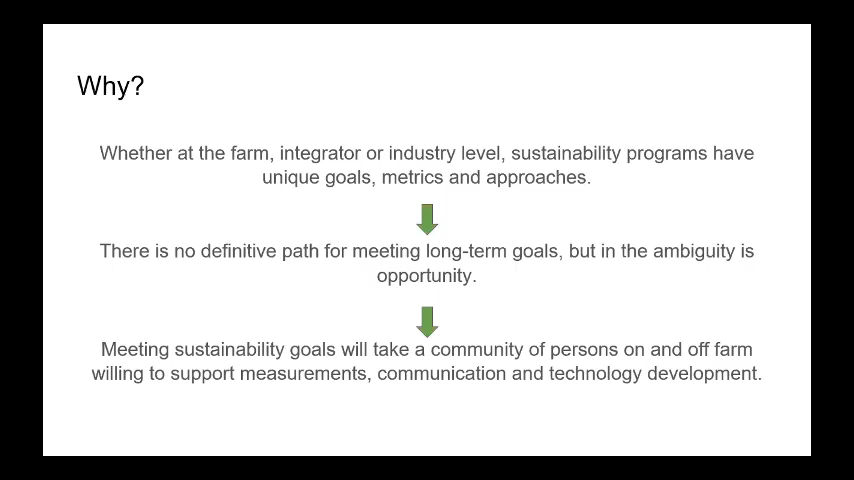 Why?
Whether at the farm, integrator or industry level, sustainability programs have
unique goals, metrics and approaches.
There is no definitive path for meeting long-term goals, but in the ambiguity is
opportunity.
Meeting sustainability goals will take a community of persons on and off farm
willing to support measurements, communication and technology development.